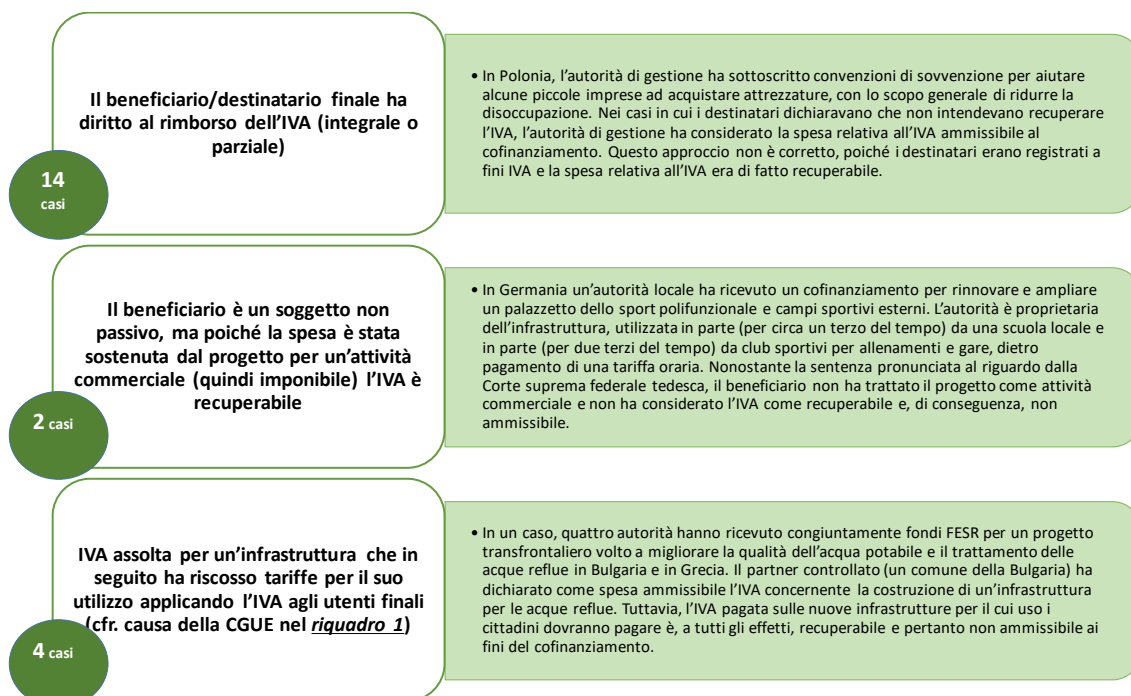 Il beneficiario/destinatario finale ha
diritto al rimborso dell'IVA (integrale o
parziale)
14
casi
• In Polonia, l'autorità di gestione ha sottoscritto convenzioni di sovvenzione per aiutare
alcune piccole imprese ad acquistare attrezzature, con lo scopo generale di ridurre la
disoccupazione. Nei casi in cui i destinatari dichiaravano che non intendevano recuperare
l'IVA, l'autorità di gestione ha considerato la spesa relativa all'IVA ammissibile al
cofinanziamento. Questo approccio non è corretto, poiché i destinatari erano registrati a
fini IVA e la spesa relativa all'IVA era di fatto recuperabile.
Il beneficiario è un soggetto non
passivo, ma poiché la spesa è stata
sostenuta dal progetto per un'attività
commerciale (quindi imponibile) l'IVA è
recuperabile
2 casi
• In Germania un'autorità locale ha ricevuto un cofinanziamento per rinnovare e ampliare
un palazzetto dello sport polifunzionale e campi sportivi esterni. L'autorità è proprietaria
dell'infrastruttura, utilizzata in parte (per circa un terzo del tempo) da una scuola locale e
in parte (per due terzi del tempo) da club sportivi per allenamenti e gare, dietro
pagamento di una tariffa oraria. Nonostante la sentenza pronunciata al riguardo dalla
Corte suprema federale tedesca, il beneficiario non ha trattato il progetto come attività
commerciale e non ha considerato l'IVA come recuperabile e, di conseguenza, non
ammissibile.
IVA assolta per un'infrastruttura che in
seguito ha riscosso tariffe per il suo
utilizzo applicando l'IVA agli utenti finali
(cfr. causa della CGUE nel riquadro 1)
4 casi
• In un caso, quattro autorità hanno ricevuto congiuntamente fondi FESR per un progetto
transfrontaliero volto a migliorare la qualità dell'acqua potabile e il trattamento delle
acque reflue in Bulgaria e in Grecia. Il partner controllato (un comune della Bulgaria) ha
dichiarato come spesa ammissibile l'IVA concernente la costruzione di un'infrastruttura
per le acque reflue. Tuttavia, l'IVA pagata sulle nuove infrastrutture per il cui uso i
cittadini dovranno pagare è, a tutti gli effetti, recuperabile e pertanto non ammissibile ai
fini del cofinanziamento.